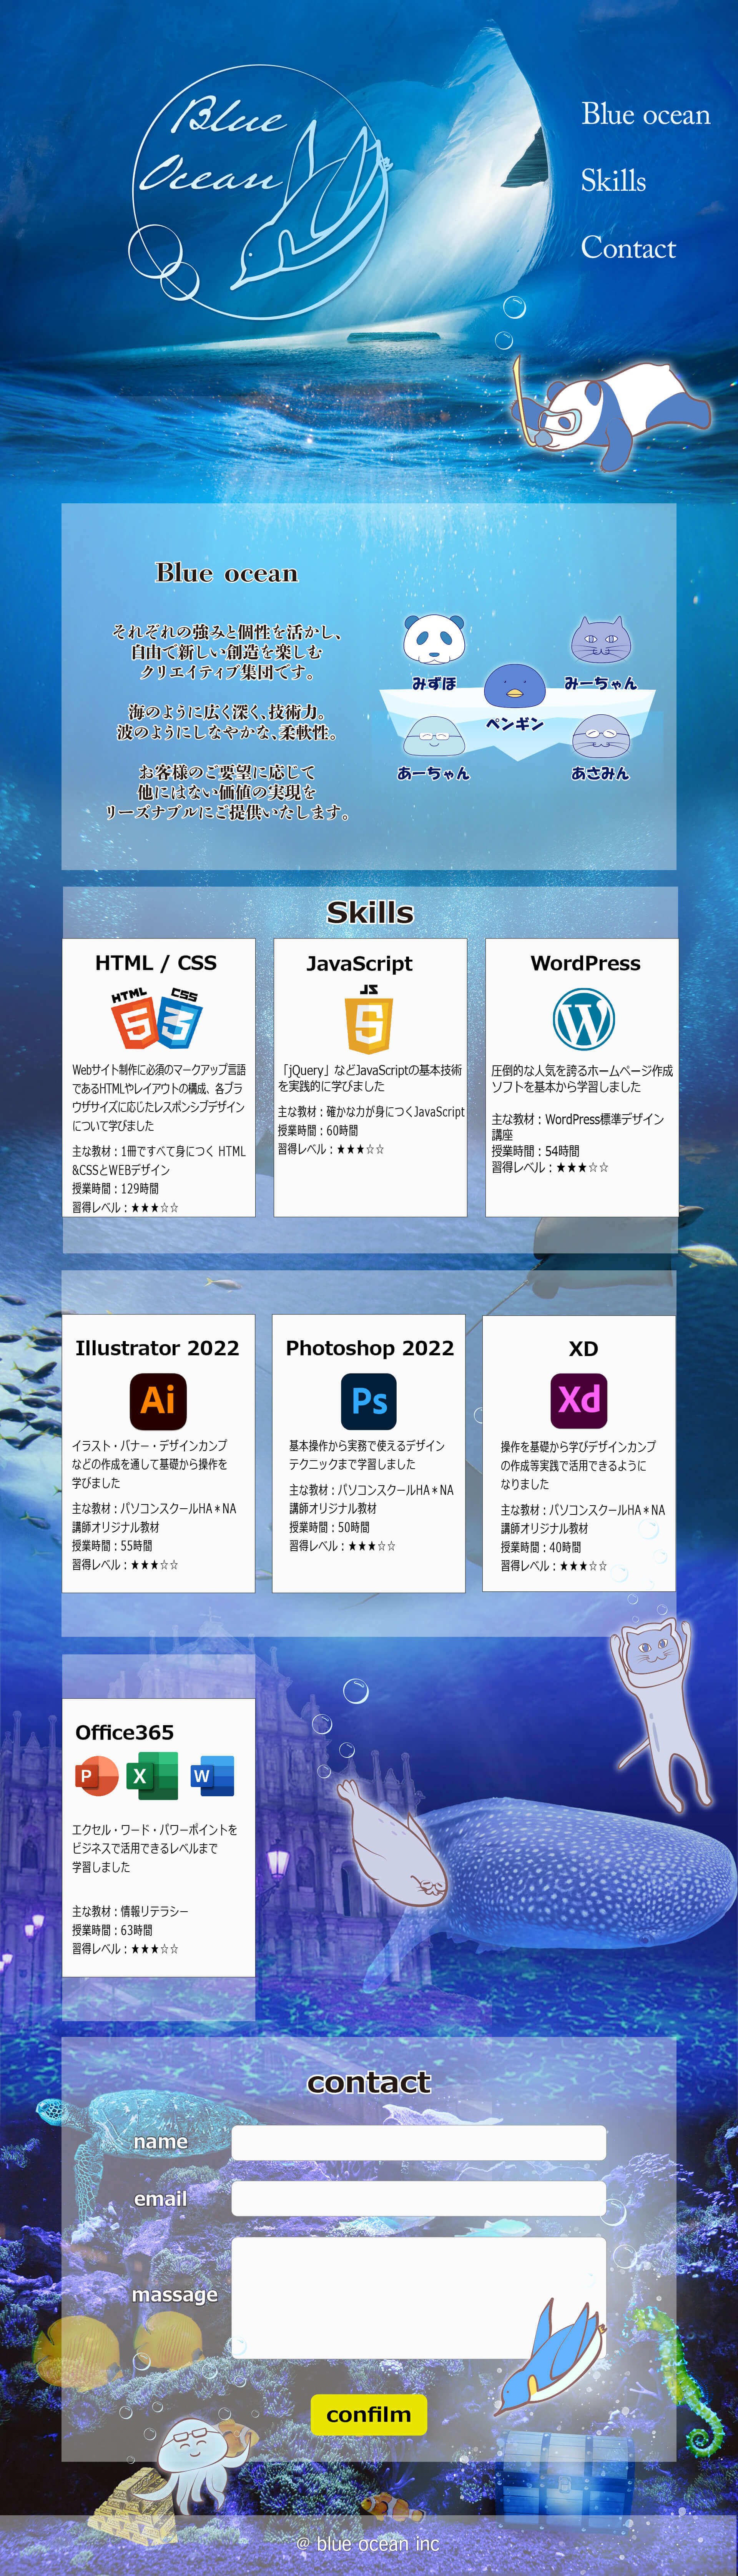 Blue
Ocean
Blue ocean
Skills
Contact
Blue ocean
それぞれの強みと個性を活かし、
自由で新しい創造を楽しむ
クリエイティブ集団です。
海のように広く深く、技術力。
波のようにしなやかな、柔軟性。
お客様のご要望に応じて
他にはない価値の実現を
リーズナブルにご提供いたします。
みずほ
みーちゃん
ペンギン
あーちゃん
あさみん
Skills
HTML / CSS
HTML
CSS
5
3
Webサイト制作に必須のマークアップ言語
であるHTMLやレイアウトの構成、各ブラ
ウザサイズに応じたレスポンシブデザイン
について学びました
主な教材：1冊ですべて身につく HTML
&CSSとWEBデザイン
授業時間：129時間
習得レベル：★★★☆☆
JavaScript
JS
5
「jQuery」などJavaScriptの基本技術
を実践的に学びました
主な教材：確かな力が身につくJavaScript
授業時間：60時間
習得レベル：★★★☆☆
WordPress
W
圧倒的な人気を誇るホームページ作成
ソフトを基本から学習しました
主な教材：WordPress標準デザイン
講座
授業時間：54時間
習得レベル：★★★☆☆
Illustrator 2022
Ai
イラスト・バナー・デザインカンプ
などの作成を通して基礎から操作を
学びました
主な教材：パソコンスクールHA＊NA
講師オリジナル教材
授業時間：55時間
習得レベル：★★★☆☆
Photoshop 2022
Ps
基本操作から実務で使えるデザイン
テクニックまで学習しました
主な教材：パソコンスクールHA＊NA
講師オリジナル教材
授業時間：50時間
習得レベル：★★★☆☆
XD
Xd
操作を基礎から学びデザインカンプ
の作成等実践で活用できるように
なりました
主な教材：パソコンスクールHA＊NA
講師オリジナル教材
授業時間：40時間
習得レベル：★★★☆☆
Office365
P
X
W
エクセル・ワード・パワーポイントを
ビジネスで活用できるレベルまで
学習しました
主な教材：情報リテラシー
授業時間：63時間
習得レベル：★★★☆☆
contact
name
email
massage
confilm
@ blue ocean inc